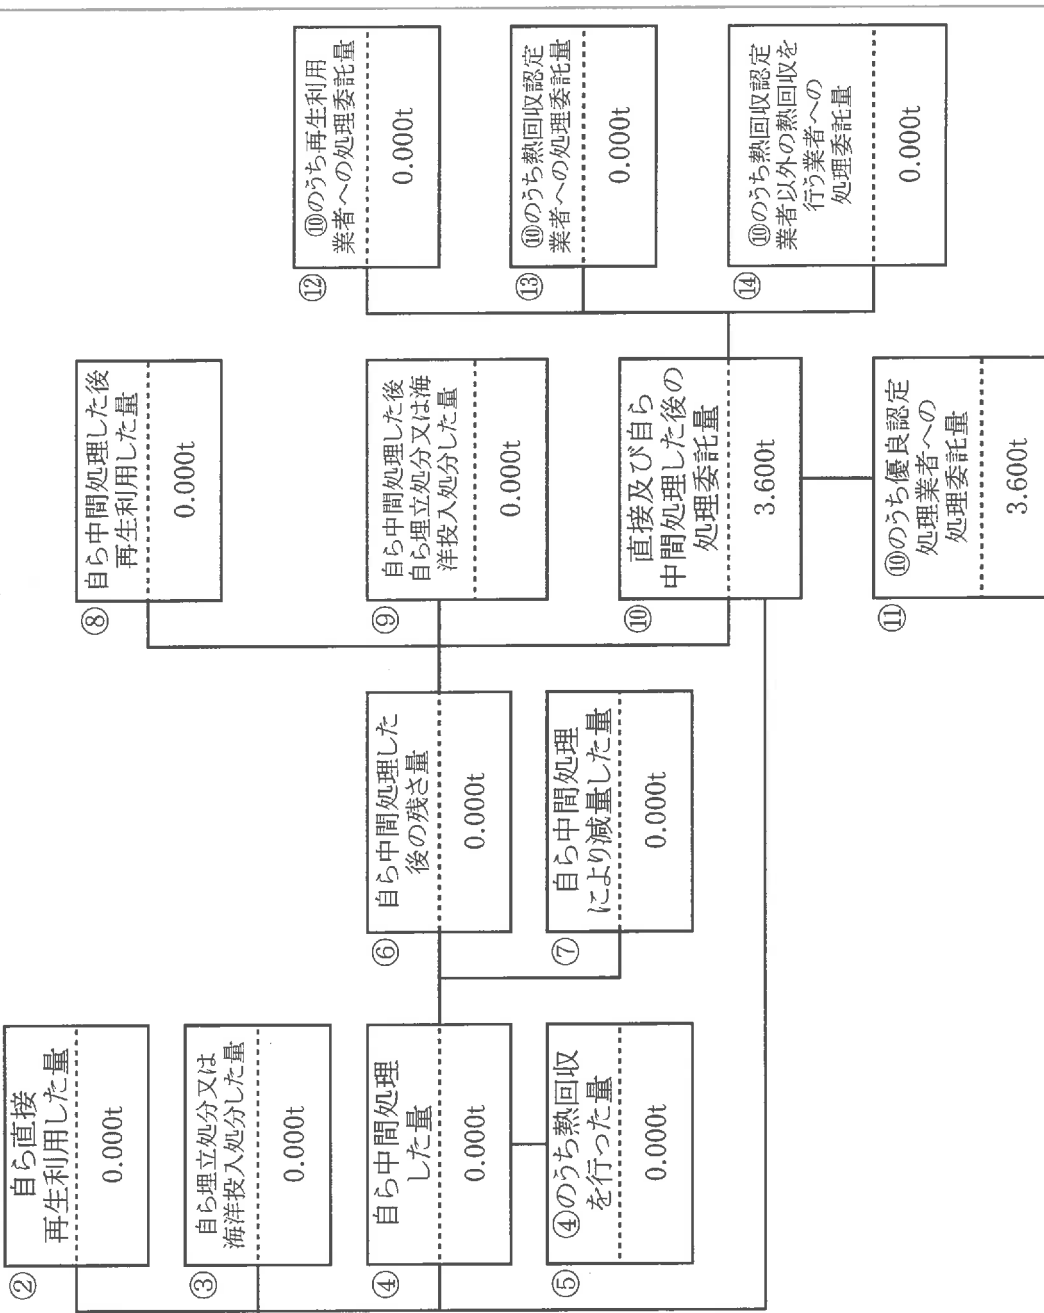 ②
自ら直接
再生利用した量
0.000t
③
自ら埋立処分又は
海洋投入処分した量
0.000t
④
自ら中間処理
した量
0.000t
⑤
④のうち熱回収
を行った量
0.000t
⑥
自ら中間処理した
後の残さ量
0.000t
⑦
自ら中間処理
により減量した量
0.000t
⑧
自ら中間処理した後
再生利用した量
0.000t
⑨
自ら中間処理した後
自ら埋立処分又は海
洋投入処分した量
0.000t
⑩
直接及び自ら
中間処理した後の
処理委託量
3.600t
⑪
⑩のうち優良認定
処理業者への
処理委託量
3.600t
⑫
⑩のうち再生利用
業者への処理委託量
0.000t
⑬
⑩のうち熱回収認定
業者への処理委託量
0.000t
⑭
⑩のうち熱回収認定
業者以外の熱回収を
行う業者への
処理委託量
0.000t